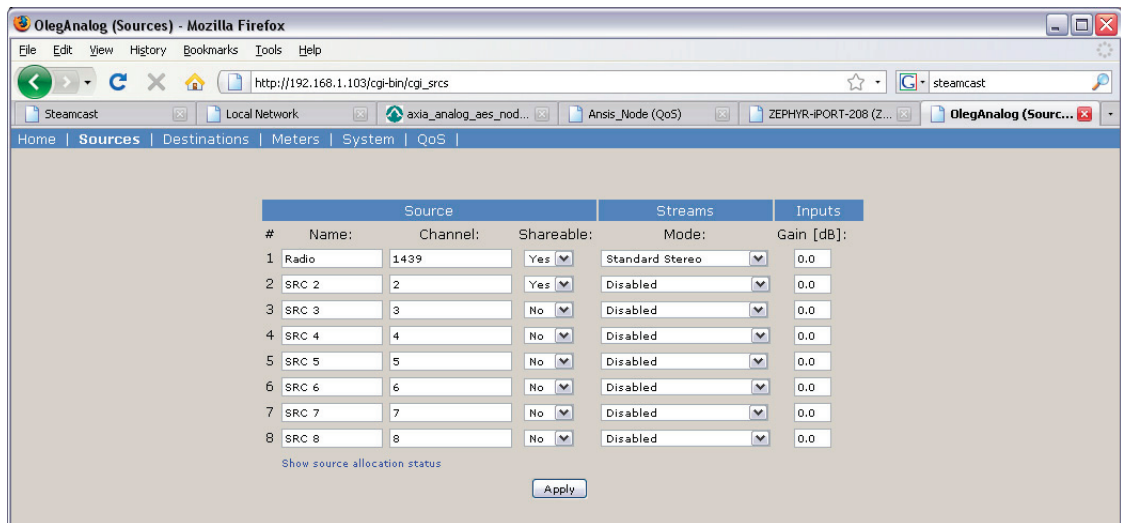 OlegAnalog (Sources) - Mozilla Firefox
File Edit View History Bookmarks Tools Help
http://192.168.1.103/cgi-bin/cgi_srcs G steamcast
Steamcast Local Network axia_analog_aes_nod... Ansis_Node (QoS) ZEPHYR-iPORT-208 (Z... OlegAnalog (Sourc...
Home | Sources | Destinations | Meters | System | QoS |
Source Streams Inputs
# Name: Channel: Shareable: Mode: Gain [dB]:
1 Radio 1439 Yes Standard Stereo 0.0
2 SRC 2 2 Yes Disabled 0.0
3 SRC 3 3 No Disabled 0.0
4 SRC 4 4 No Disabled 0.0
5 SRC 5 5 No Disabled 0.0
6 SRC 6 6 No Disabled 0.0
7 SRC 7 7 No Disabled 0.0
8 SRC 8 8 No Disabled 0.0
Show source allocation status
Apply